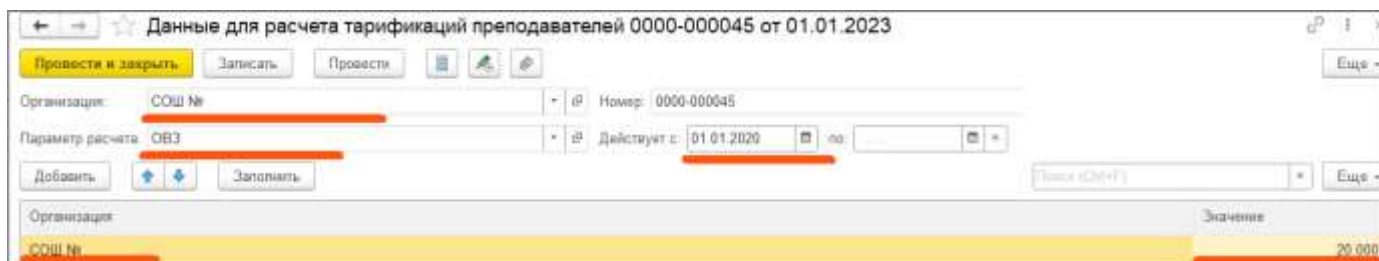 Данные для расчета тарификаций преподавателей 0000-000045 от 01.01.2023
Провести и закрыть Записать Провести Еще
Организация: СОШ № Номер: 0000-000045
Параметр расчета: ОВЗ Действует с: 01.01.2020 по:
Добавить Заполнить Поиск (Ctrl+F) Еще
Организация Значение
СОШ № 20.000